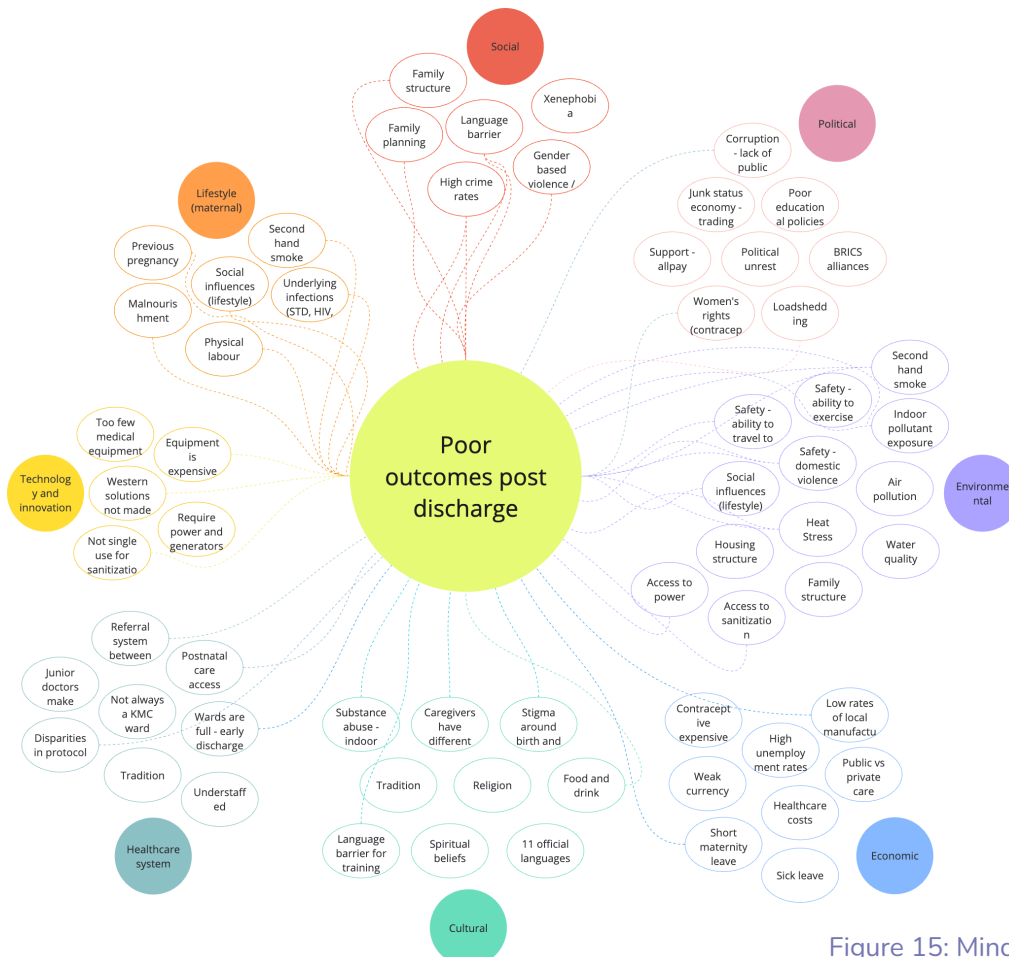 Social
Family
structure
Xenephobi
a
Family
planning
Language
barrier
Gender
based
violence /
High crime
rates
Political
Corruption
- lack of
public
Junk status
economy -
trading
Poor
education
al policies
Support -
allpay
Political
unrest
BRICS
alliances
Women's
rights
(contracep
Loadshedd
ing
Lifestyle
(maternal)
Second
hand
smoke
Previous
pregnancy
Social
influences
(lifestyle)
Underlying
infections
(STD, HIV,
Malnouris
hment
Physical
labour
Poor
outcomes post
discharge
Technolog
y and
innovation
Too few
medical
equipment
Equipment
is
expensive
Western
solutions
not made
Require
power and
generators
Not single
use for
sanitizatio
Environme
ntal
Second
hand
smoke
Safety -
ability to
exercise
Safety -
ability to
travel to
Indoor
pollutant
exposure
Safety -
domestic
violence
Air
pollution
Social
influences
(lifestyle)
Heat
Stress
Housing
structure
Water
quality
Access to
power
Family
structure
Access to
sanitizatio
n
Referral
system
between
Postnatal
care
access
Junior
doctors
make
Not always
a KMC
ward
Wards are
full - early
discharge
Disparities
in protocol
Tradition
Understaff
ed
Healthcare
system
Substance
abuse -
indoor
Caregivers
have
different
Stigma
around
birth and
Tradition
Religion
Food and
drink
Language
barrier for
training
Spiritual
beliefs
11 official
languages
Cultural
Contracept
ive
expensive
Low rates
of local
manufactu
High
unemploy
ment rates
Public vs
private
care
Weak
currency
Healthcare
costs
Short
maternity
leave
Sick leave
Economic
Figure 15: Mind